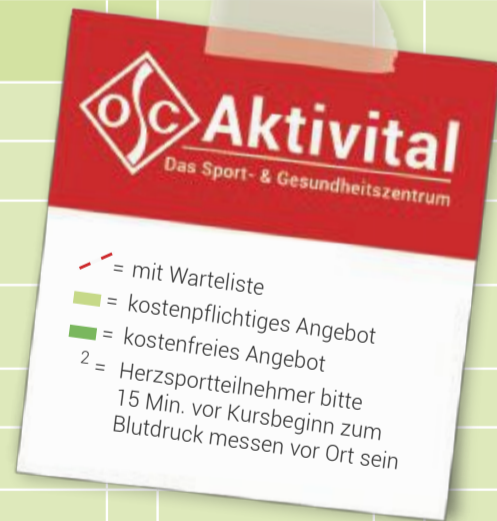 OSC Aktivital
Das Sport- & Gesundheitszentrum
= mit Warteliste
= kostenpflichtiges Angebot
= kostenfreies Angebot
2 = Herzsportteilnehmer bitte
15 Min. vor Kursbeginn zum
Blutdruck messen vor Ort sein